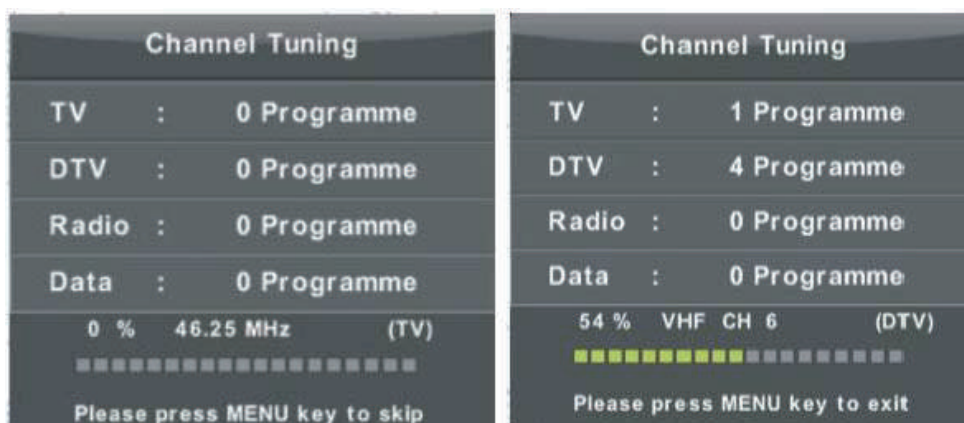 Channel Tuning
TV : 0 Programme
DTV : 0 Programme
Radio : 0 Programme
Data : 0 Programme
0 % 46.25 MHz (TV)
Please press MENU key to skip
Channel Tuning
TV : 1 Programme
DTV : 4 Programme
Radio : 0 Programme
Data : 0 Programme
54 % VHF CH 6 (DTV)
Please press MENU key to exit